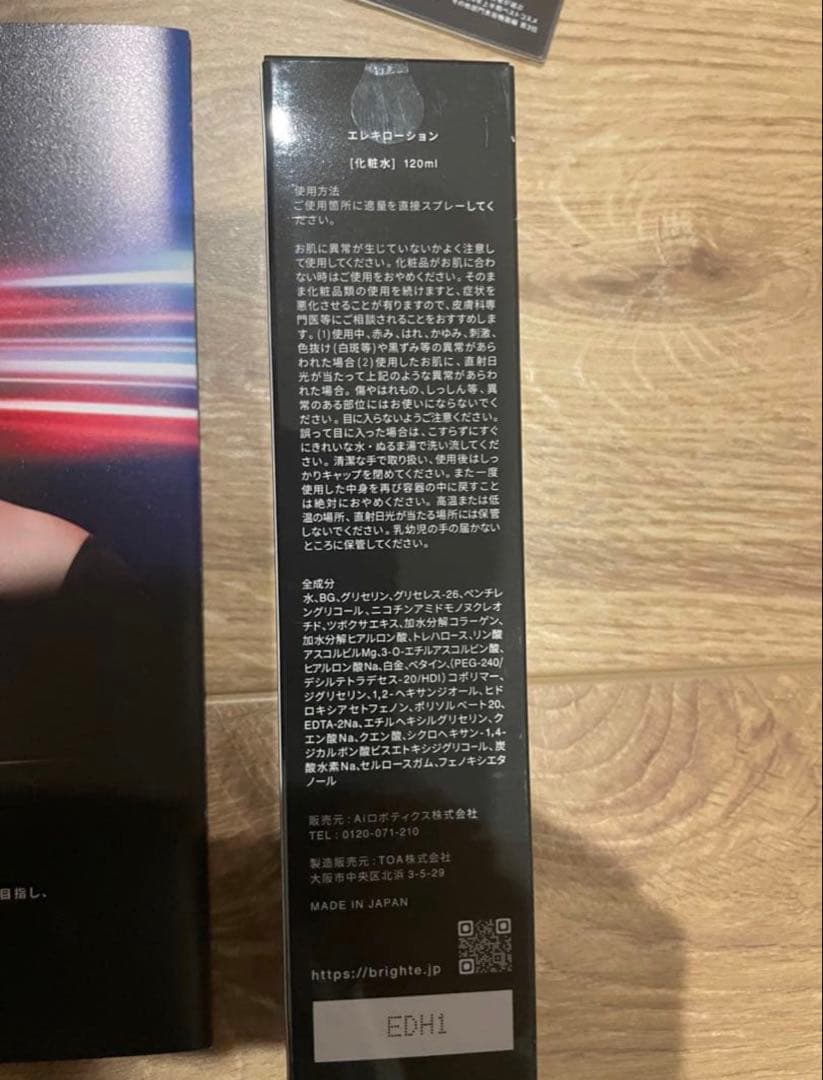 その他部門美容機器編 第3位
エレキローション
[化粧水] 120ml
使用方法
ご使用箇所に適量を直接スプレーしてく
ださい。
お肌に異常が生じていないかよく注意し
て使用してください。化粧品がお肌に合わ
ない時はご使用をおやめください。そのま
ま化粧品類の使用を続けますと、症状を
悪化させることが有りますので、皮膚科専
門医等にご相談されることをおすすめしま
す。(1)使用中、赤み、はれ、かゆみ、刺激、
色抜け(白斑等)や黒ずみ等の異常があら
われた場合(2)使用したお肌に、直射日
光が当たって上記のような異常があらわ
れた場合。傷やはれもの、しっしん等、異
常のある部位にはお使いにならないでく
ださい。目に入らないようご注意ください。
誤って目に入った場合は、こすらずにすぐ
にきれいな水・ぬるま湯で洗い流してくだ
さい。清潔な手で取り扱い、使用後はしっ
かりキャップを閉めてください。また一度
使用した中身を再び容器の中に戻すこと
は絶対におやめください。高温または低
温の場所、直射日光が当たる場所には保管
しないでください。乳幼児の手の届かない
ところに保管してください。
全成分
水、BG、グリセリン、グリセレス-26、ペンチレ
ングリコール、ニコチンアミドモノヌクレオ
チド、ツボクサエキス、加水分解コラーゲン、
加水分解ヒアルロン酸、トレハロース、リン酸
アスコルビルMg、3-O-エチルアスコルビン酸、
ヒアルロン酸Na、白金、ベタイン、(PEG-240/
デシルテトラデセス-20/HDI)コポリマー、
ジグリセリン、1,2-ヘキサンジオール、ヒド
ロキシアセトフェノン、ポリソルベート20、
EDTA-2Na、エチルヘキシルグリセリン、ク
エン酸Na、クエン酸、シクロヘキサン-1,4-
ジカルボン酸ビスエトキシジグリコール、炭
酸水素Na、セルロースガム、フェノキシエタ
ノール
販売元：Aiロボティクス株式会社
TEL：0120-071-210
製造販売元：TOA株式会社
大阪市中央区北浜 3-5-29
MADE IN JAPAN
https://brighte.jp
EDH1
目指し、